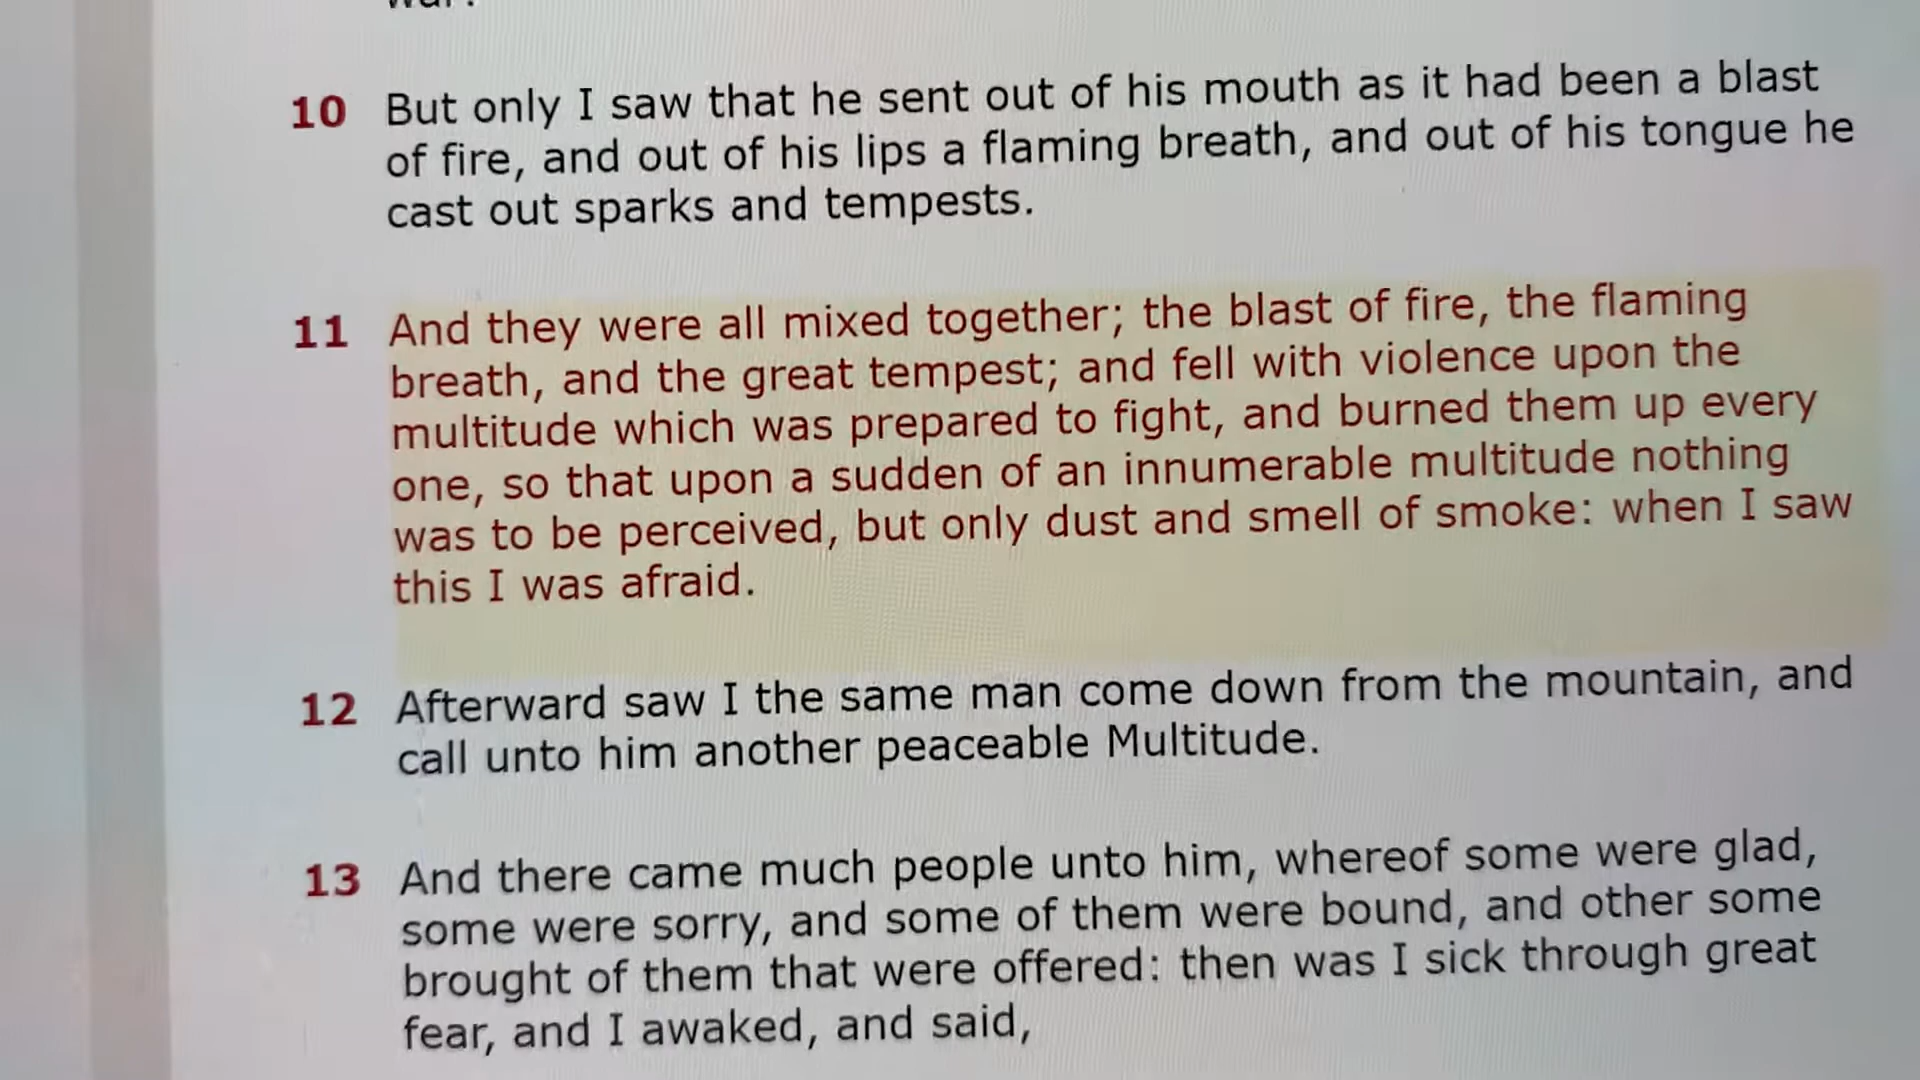 10 But only I saw that he sent out of his mouth as it had been a blast
of fire, and out of his lips a flaming breath, and out of his tongue he
cast out sparks and tempests.
11 And they were all mixed together; the blast of fire, the flaming
breath, and the great tempest; and fell with violence upon the
multitude which was prepared to fight, and burned them up every
one, so that upon a sudden of an innumerable multitude nothing
was to be perceived, but only dust and smell of smoke: when I saw
this I was afraid.
12 Afterward saw I the same man come down from the mountain, and
call unto him another peaceable Multitude.
13 And there came much people unto him, whereof some were glad,
some were sorry, and some of them were bound, and other some
brought of them that were offered: then was I sick through great
fear, and I awaked, and said,